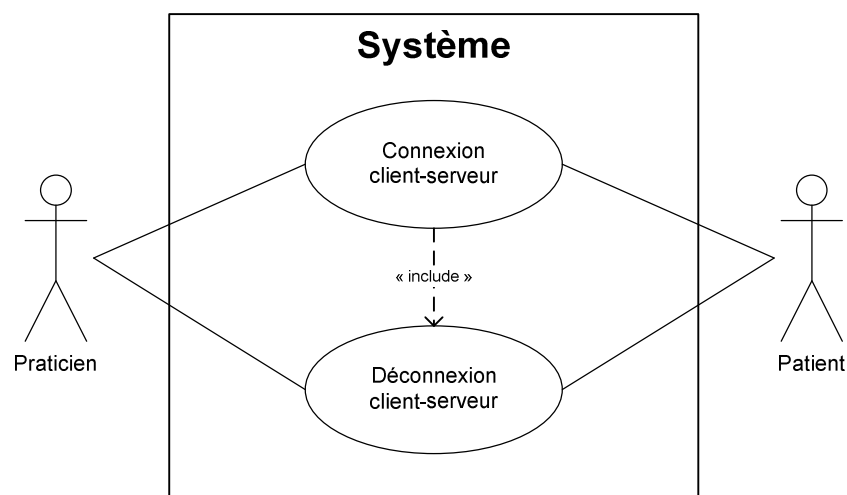 Système
Connexion
client-serveur
« include »
Praticien
Patient
Déconnexion
client-serveur